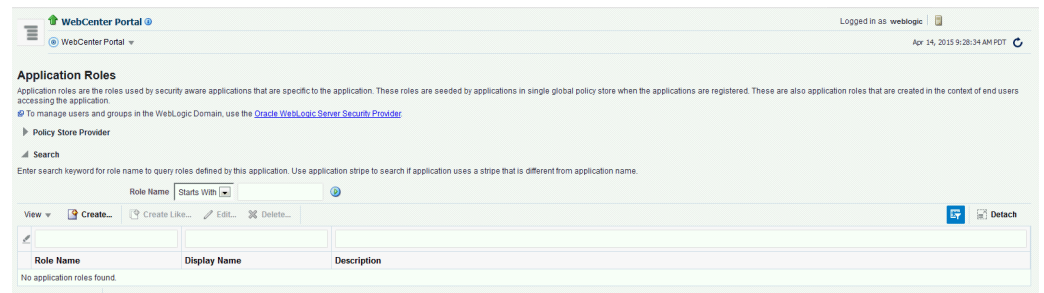 WebCenter Portal
Logged in as weblogic
WebCenter Portal
Apr 14, 2015 9:28:34 AM PDT
Application Roles
Application roles are the roles used by security aware applications that are specific to the application. These roles are seeded by applications in single global policy store when the applications are registered. These are also application roles that are created in the context of end users
accessing the application.
To manage users and groups in the WebLogic Domain, use the Oracle WebLogic Server Security Provider.
Policy Store Provider
Search
Enter search keyword for role name to query roles defined by this application. Use application stripe to search if application uses a stripe that is different from application name.
Role Name Starts With
View Create... Create Like... Edit... Delete... Detach
Role Name Display Name Description
No application roles found.